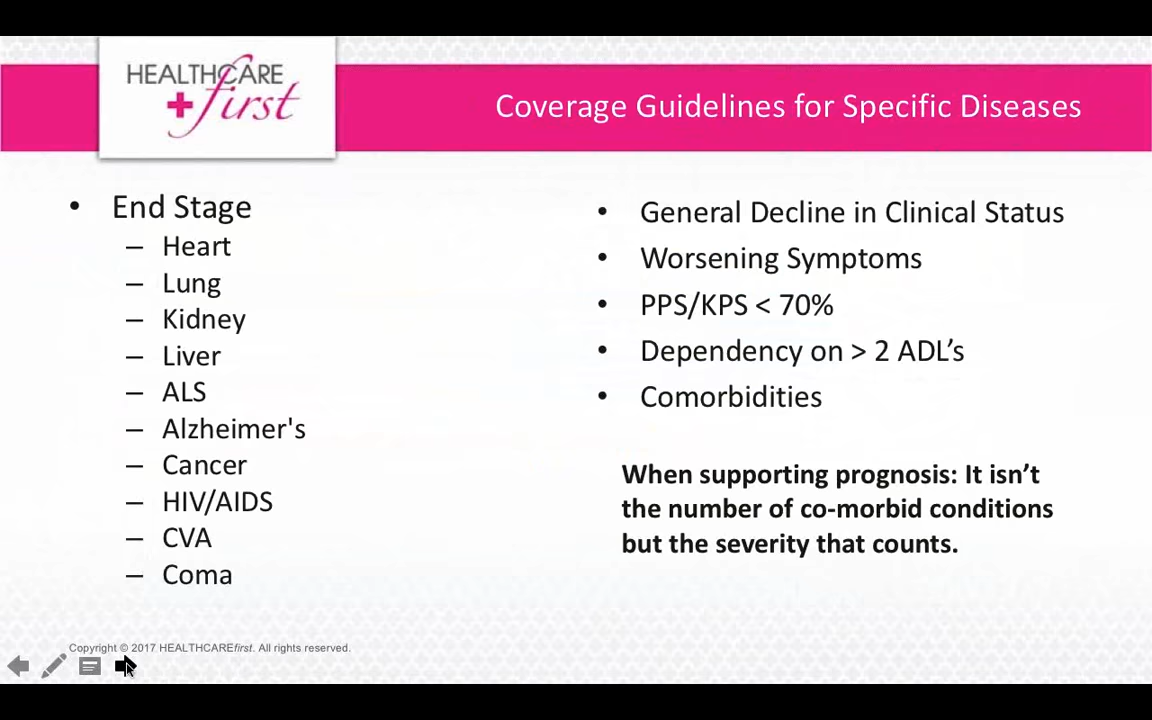 HEALTHCARE
first
Coverage Guidelines for Specific Diseases
• End Stage
– Heart
– Lung
– Kidney
– Liver
– ALS
– Alzheimer's
– Cancer
– HIV/AIDS
– CVA
– Coma
• General Decline in Clinical Status
• Worsening Symptoms
• PPS/KPS < 70%
• Dependency on > 2 ADL’s
• Comorbidities
When supporting prognosis: It isn’t
the number of co-morbid conditions
but the severity that counts.
Copyright © 2017 HEALTHCAREfirst. All rights reserved.